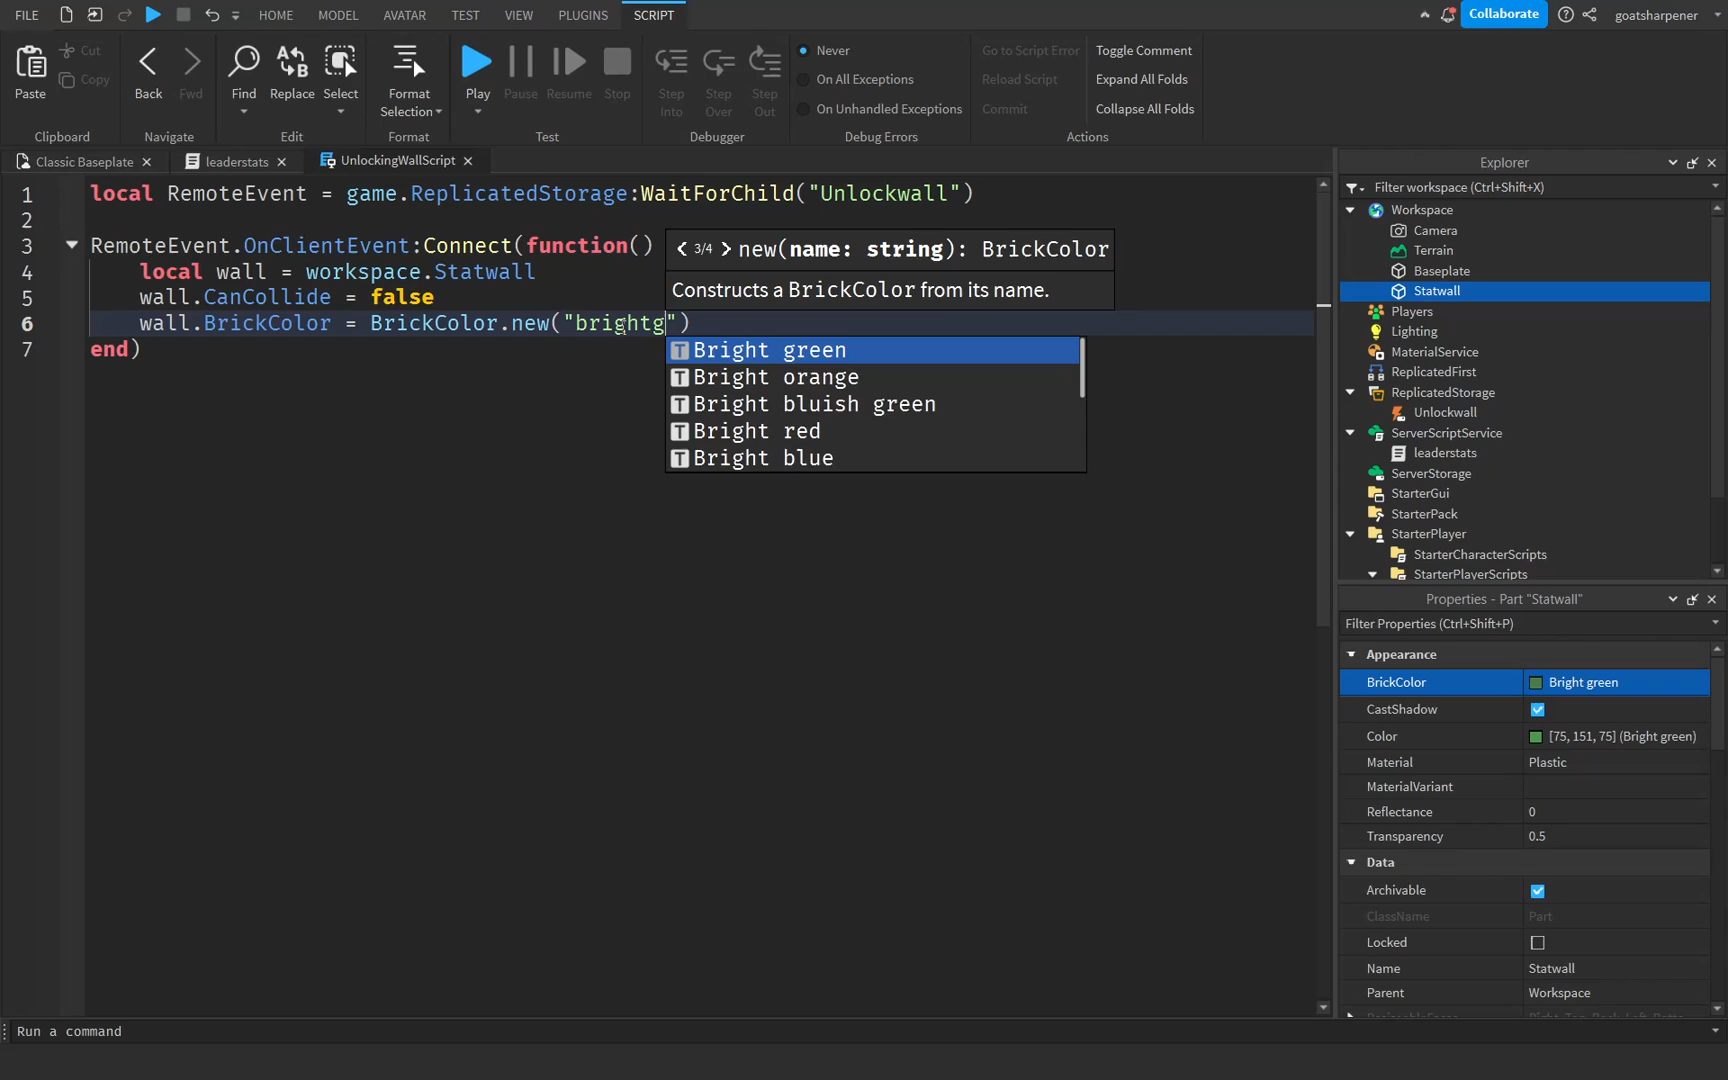 FILE HOME MODEL AVATAR TEST VIEW PLUGINS SCRIPT Collaborate goatsharpener
Paste Cut Copy Back Fwd Find Replace Select Format Selection Play Pause Resume Stop Step Into Step Over Step Out
Never
On All Exceptions
On Unhandled Exceptions
Go to Script Error
Reload Script
Commit
Toggle Comment
Expand All Folds
Collapse All Folds
Clipboard Navigate Edit Format Test Debugger Debug Errors Actions
Classic Baseplate leaderstats UnlockingWallScript
1 local RemoteEvent = game.ReplicatedStorage:WaitForChild("Unlockwall")
2
3 RemoteEvent.OnClientEvent:Connect(function()
4 local wall = workspace.Statwall
5 wall.CanCollide = false
6 wall.BrickColor = BrickColor.new("brightg")
7 end)
3/4 new(name: string): BrickColor
Constructs a BrickColor from its name.
Bright green
Bright orange
Bright bluish green
Bright red
Bright blue
Explorer
Filter workspace (Ctrl+Shift+X)
Workspace
Camera
Terrain
Baseplate
Statwall
Players
Lighting
MaterialService
ReplicatedFirst
ReplicatedStorage
Unlockwall
ServerScriptService
leaderstats
ServerStorage
StarterGui
StarterPack
StarterPlayer
StarterCharacterScripts
StarterPlayerScripts
Properties - Part "Statwall"
Filter Properties (Ctrl+Shift+P)
Appearance
BrickColor Bright green
CastShadow
Color [75, 151, 75] (Bright green)
Material Plastic
MaterialVariant
Reflectance 0
Transparency 0.5
Data
Archivable
ClassName Part
Locked
Name Statwall
Parent Workspace
Run a command